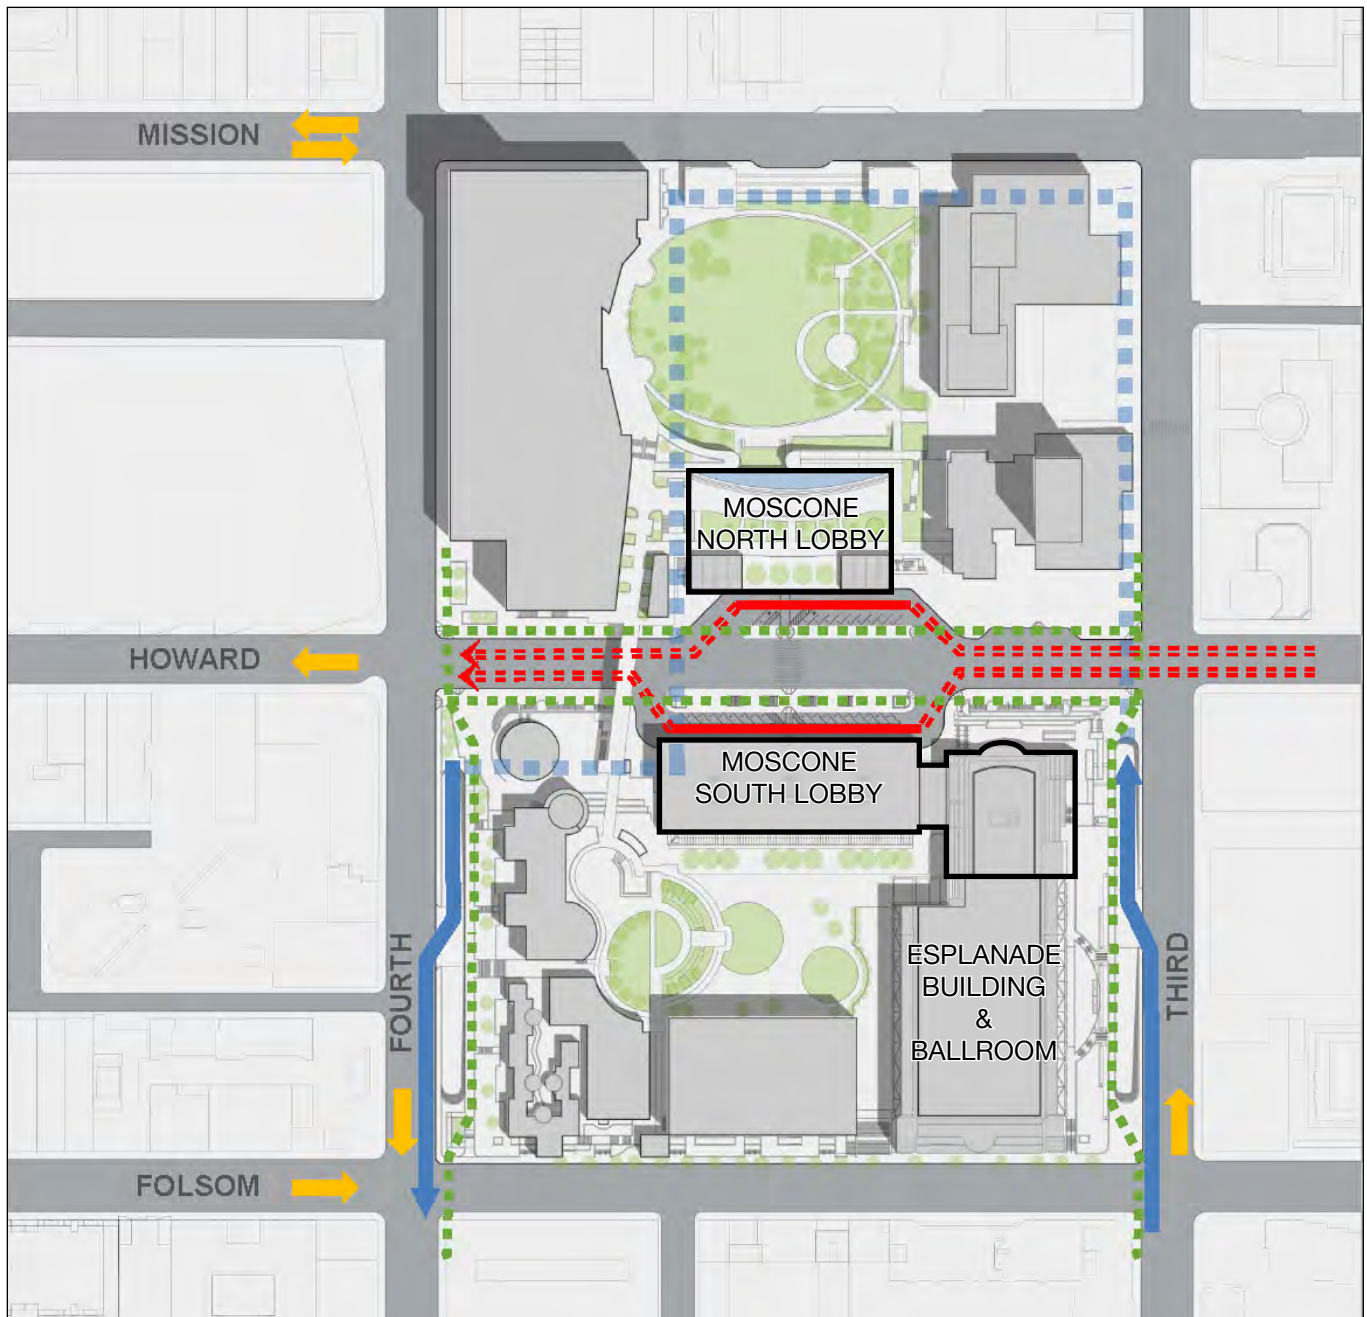 MISSION
MOSCONE
NORTH LOBBY
HOWARD
MOSCONE
SOUTH LOBBY
ESPLANADE
BUILDING
&
BALLROOM
FOURTH
THIRD
FOLSOM